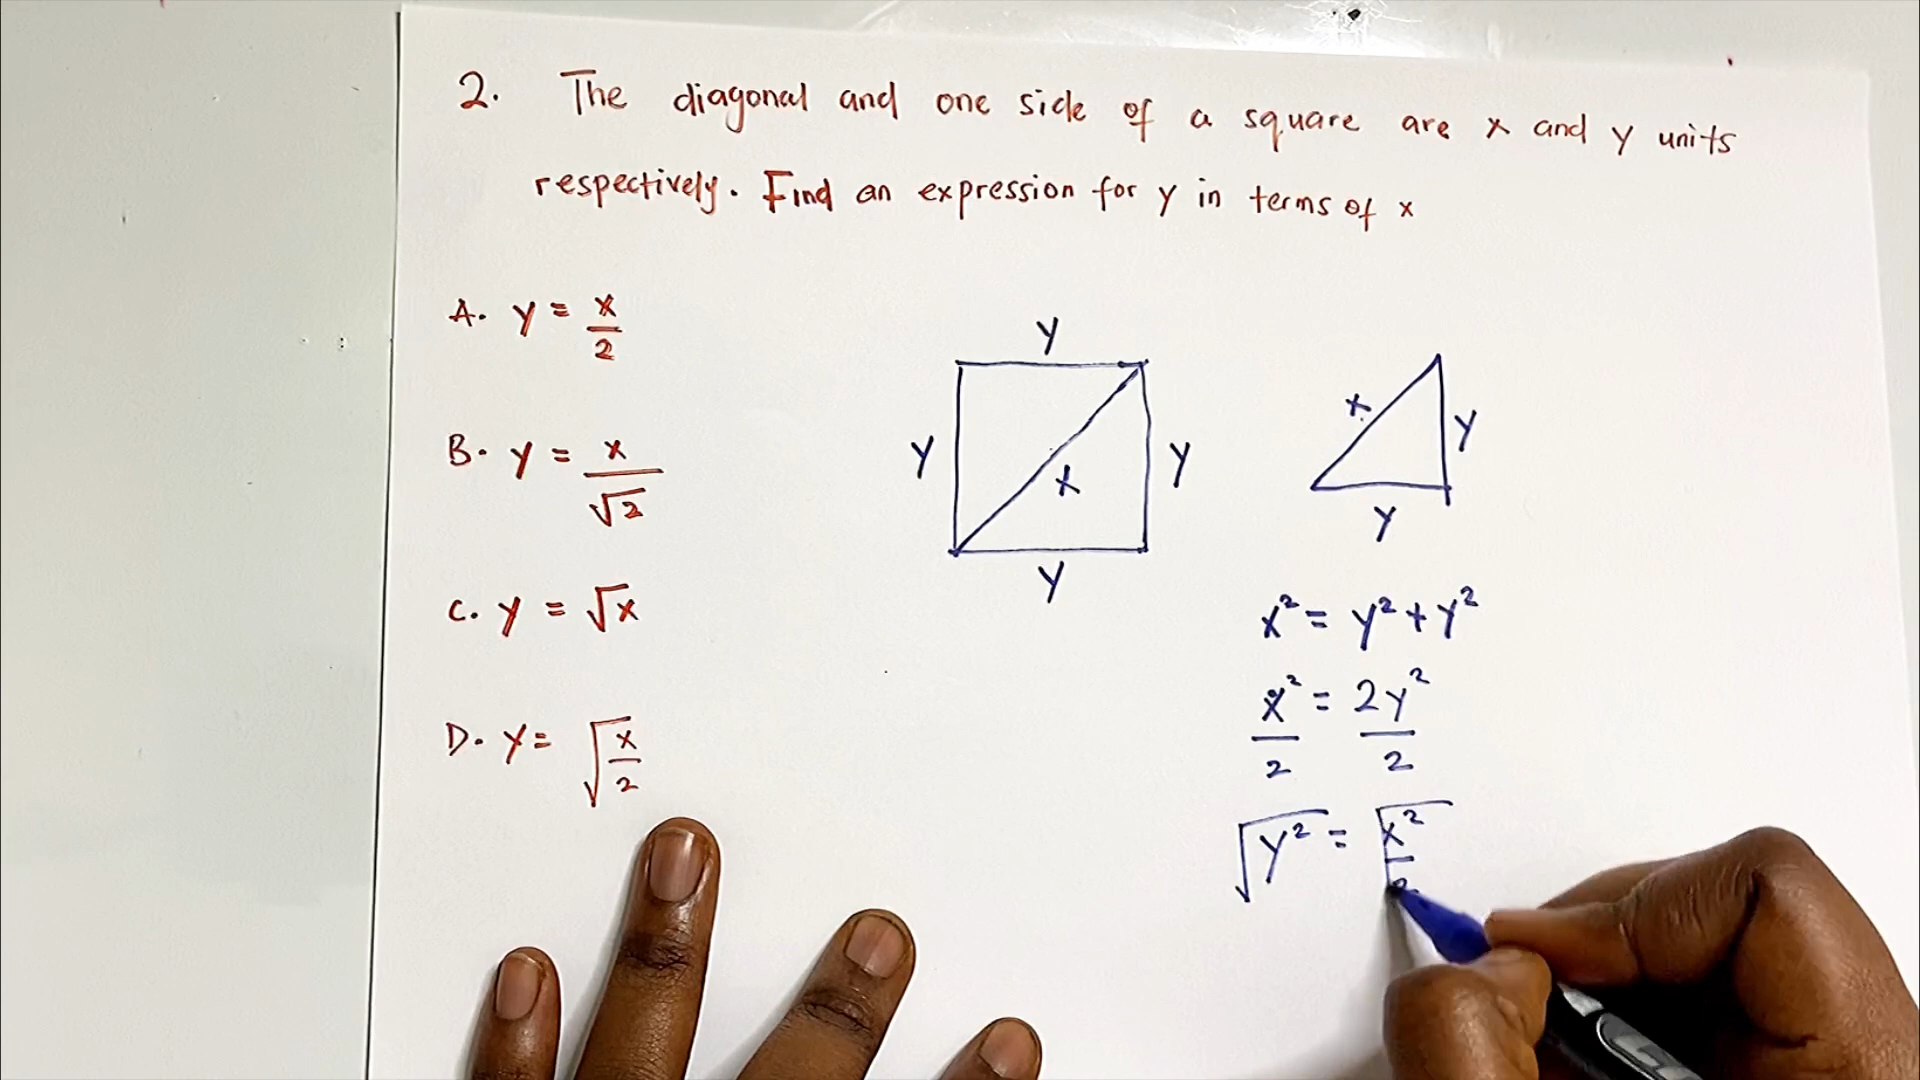 2. The diagonal and one side of a square are x and y units
respectively. Find an expression for y in terms of x
A. y = x/2
B. y = x/√2
C. y = √x
D. y = √(x/2)
y
y
x
y
y
x
y
y
x² = y² + y²
x²/2 = 2y²/2
√y² = √x²